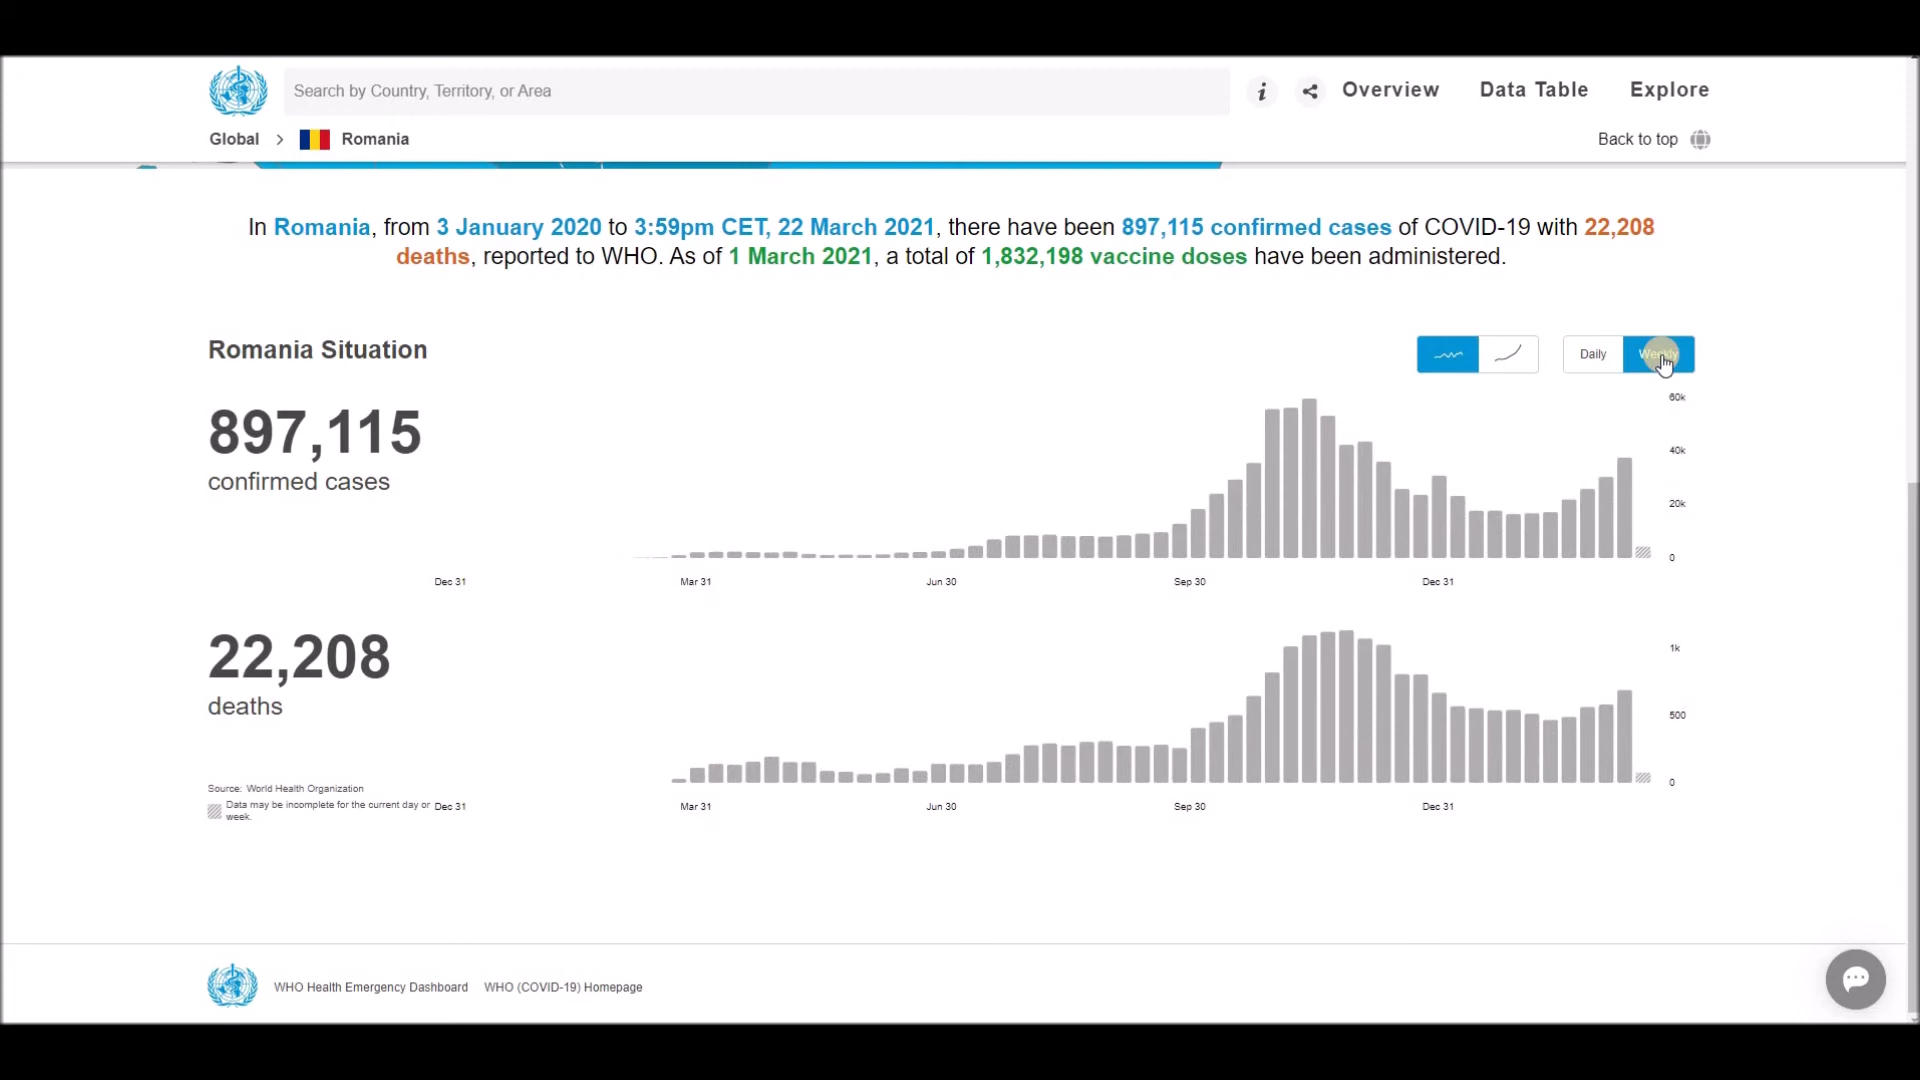 Search by Country, Territory, or Area
Overview
Data Table
Explore
Global > Romania
Back to top
In Romania, from 3 January 2020 to 3:59pm CET, 22 March 2021, there have been 897,115 confirmed cases of COVID-19 with 22,208
deaths, reported to WHO. As of 1 March 2021, a total of 1,832,198 vaccine doses have been administered.
Romania Situation
Daily
Weekly
897,115
confirmed cases
60k
40k
20k
0
Dec 31
Mar 31
Jun 30
Sep 30
Dec 31
22,208
deaths
1k
500
0
Source: World Health Organization
Data may be incomplete for the current day or
week.
Dec 31
Mar 31
Jun 30
Sep 30
Dec 31
WHO Health Emergency Dashboard
WHO (COVID-19) Homepage